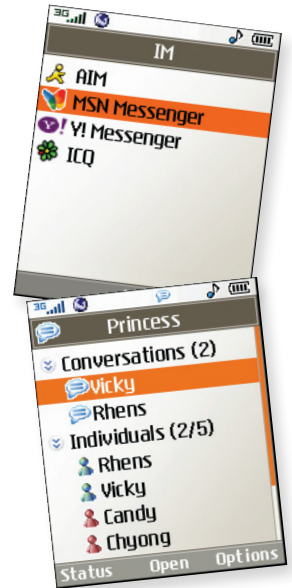 3G
IM
AIM
MSN Messenger
Y! Messenger
ICQ
3G
Princess
Conversations (2)
Vicky
Rhens
Individuals (2/5)
Rhens
Vicky
Candy
Chyong
Status Open Options